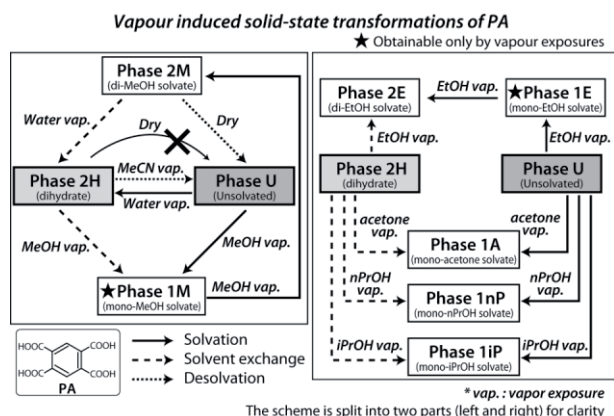 Vapour induced solid-state transformations of PA
★ Obtainable only by vapour exposures
Phase 2M
(di-MeOH solvate)
Water vap.
Dry
Dry
MeCN vap.
Phase 2H
(dihydrate)
Phase U
(Unsolvated)
Water vap.
MeOH vap.
MeOH vap.
★Phase 1M
(mono-MeOH solvate)
MeOH vap.
HOOC
COOH
HOOC
COOH
PA
Solvation
Solvent exchange
Desolvation
Phase 2E
(di-EtOH solvate)
EtOH vap.
★Phase 1E
(mono-EtOH solvate)
EtOH vap.
EtOH vap.
Phase 2H
(dihydrate)
Phase U
(Unsolvated)
acetone
vap.
acetone
vap.
Phase 1A
(mono-acetone solvate)
nPrOH
vap.
nPrOH
vap.
Phase 1nP
(mono-nPrOH solvate)
iPrOH vap.
iPrOH vap.
Phase 1iP
(mono-iPrOH solvate)
* vap. : vapor exposure
The scheme is split into two parts (left and right) for clarity